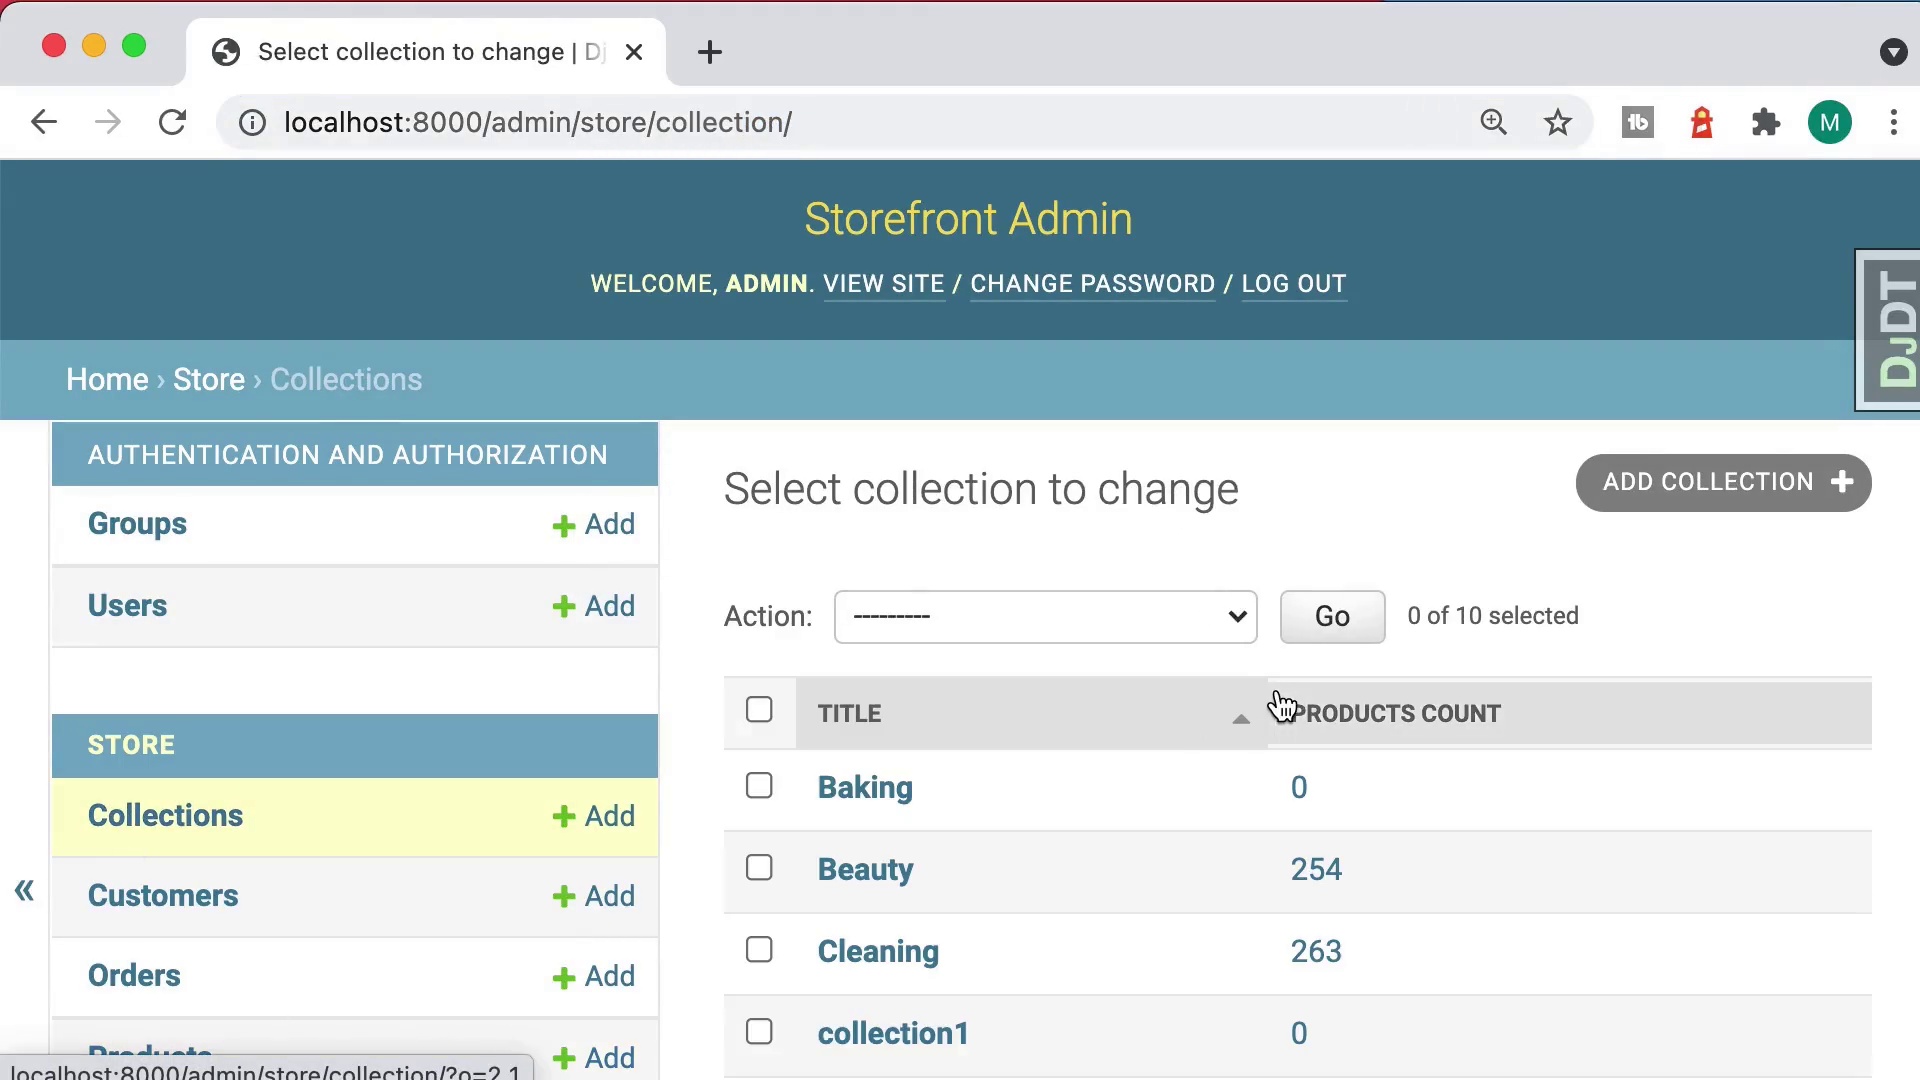 Select collection to change | Dj
localhost:8000/admin/store/collection/
M
Storefront Admin
WELCOME, ADMIN. VIEW SITE / CHANGE PASSWORD / LOG OUT
DJDT
Home › Store › Collections
AUTHENTICATION AND AUTHORIZATION
Groups + Add
Users + Add
STORE
Collections + Add
Customers + Add
Orders + Add
Products + Add
«
Select collection to change
ADD COLLECTION +
Action: --------- Go 0 of 10 selected
TITLE PRODUCTS COUNT
Baking 0
Beauty 254
Cleaning 263
collection1 0
localhost:8000/admin/store/collection/?o=2.1